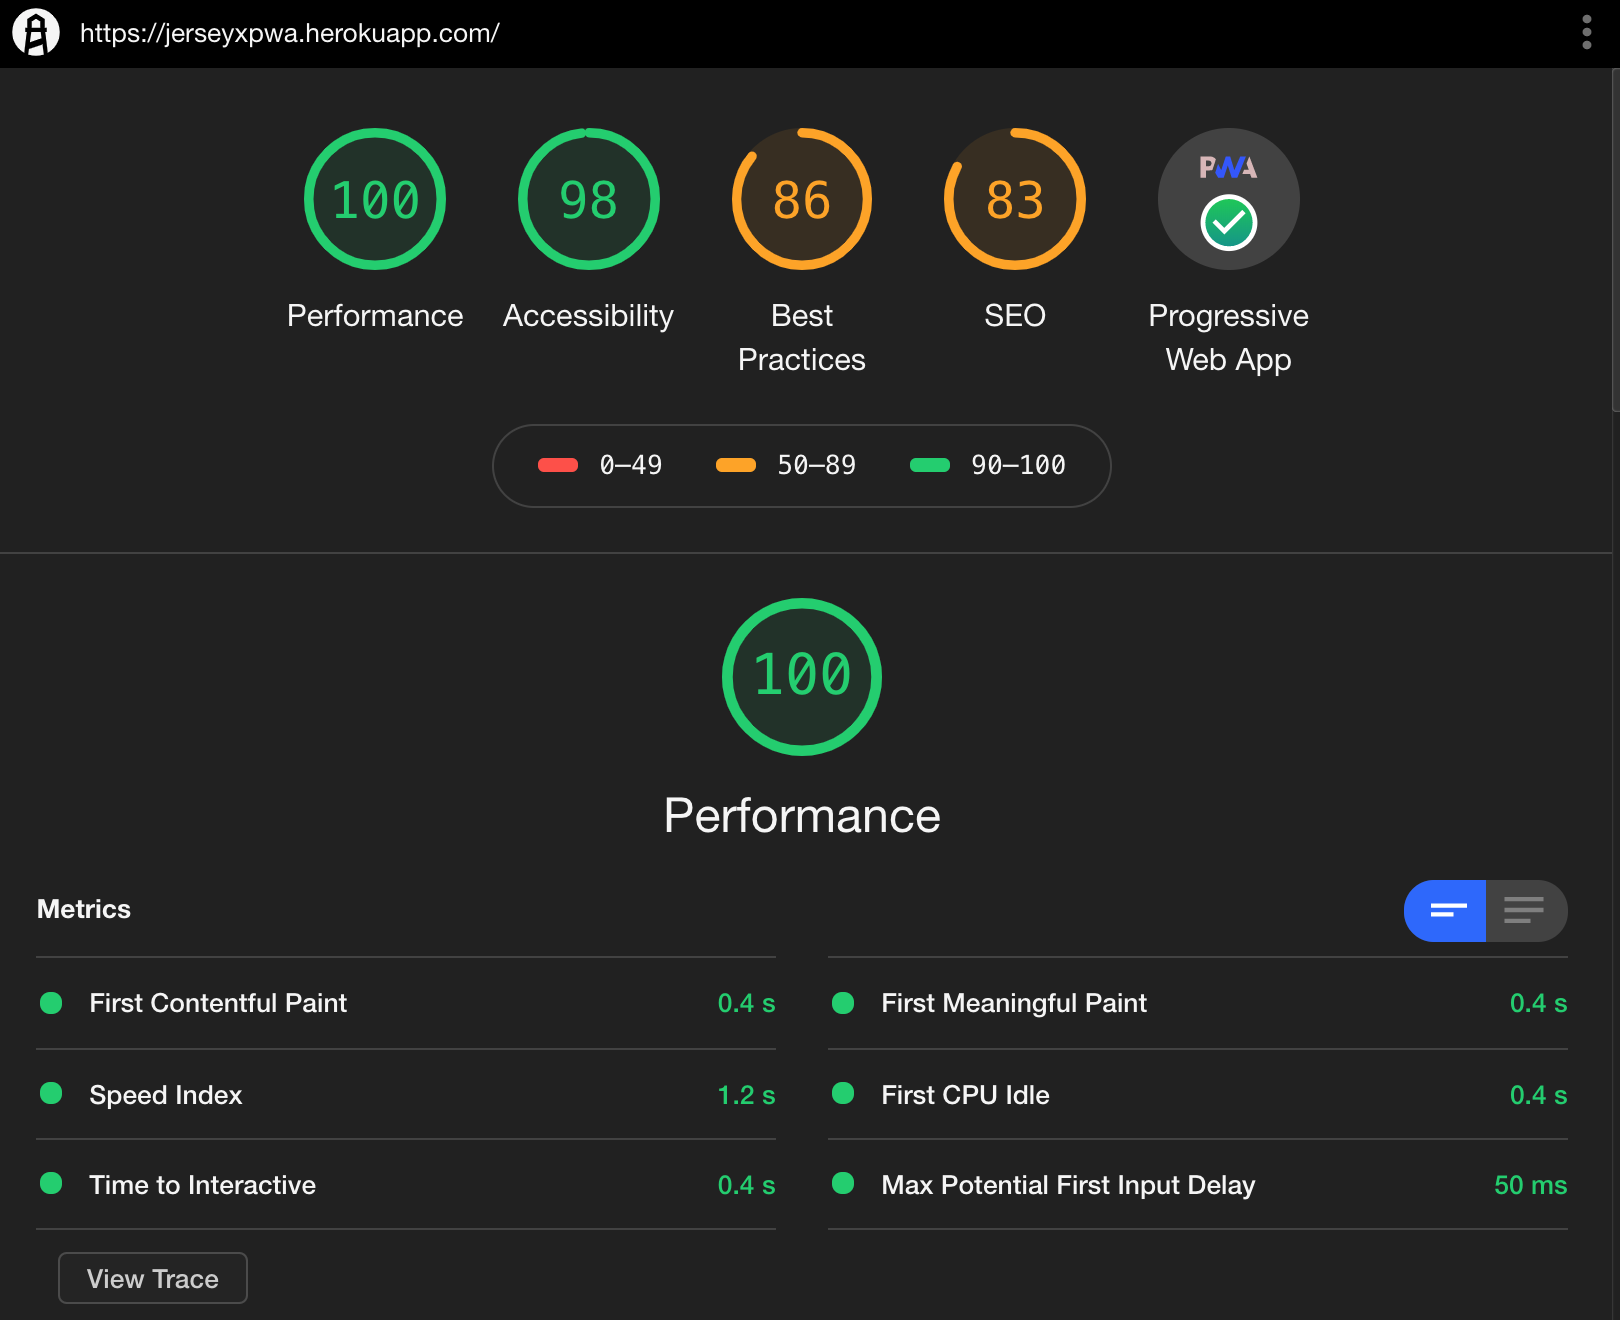 https://jerseyxpwa.herokuapp.com/
100
98
86
83
PWA
Performance
Accessibility
Best
Practices
SEO
Progressive
Web App
0–49
50–89
90–100
100
Performance
Metrics
First Contentful Paint
0.4 s
First Meaningful Paint
0.4 s
Speed Index
1.2 s
First CPU Idle
0.4 s
Time to Interactive
0.4 s
Max Potential First Input Delay
50 ms
View Trace